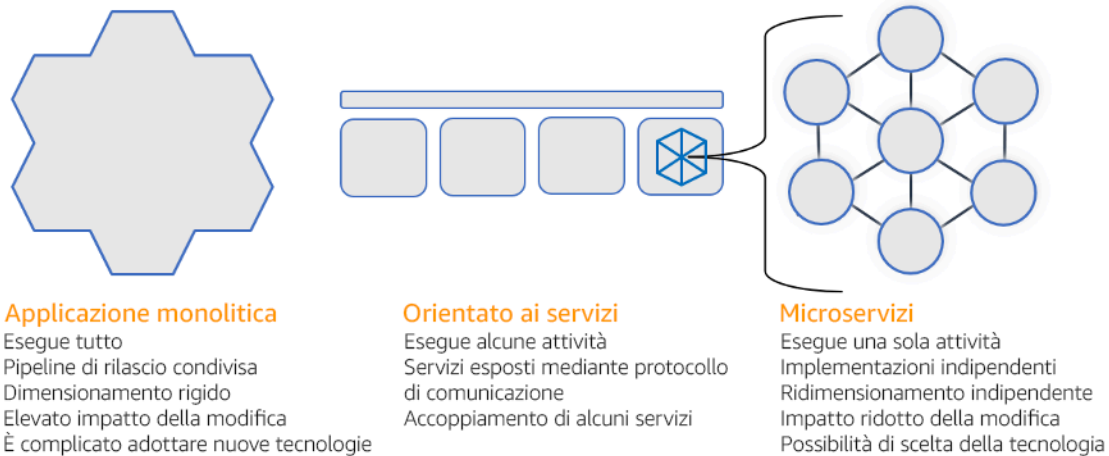 Applicazione monolitica
Esegue tutto
Pipeline di rilascio condivisa
Dimensionamento rigido
Elevato impatto della modifica
È complicato adottare nuove tecnologie
Orientato ai servizi
Esegue alcune attività
Servizi esposti mediante protocollo
di comunicazione
Accoppiamento di alcuni servizi
Microservizi
Esegue una sola attività
Implementazioni indipendenti
Ridimensionamento indipendente
Impatto ridotto della modifica
Possibilità di scelta della tecnologia